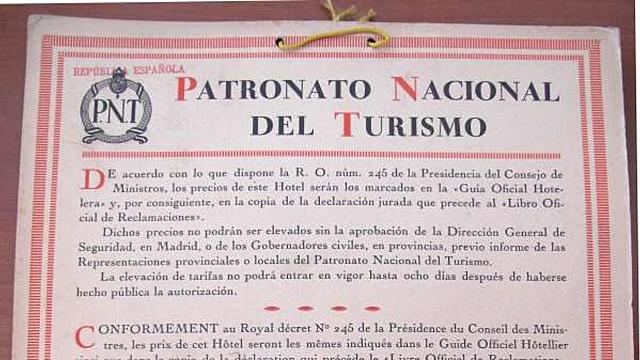 REPÚBLICA ESPAÑOLA
P.N.T
PATRONATO NACIONAL
DEL TURISMO
DE acuerdo con lo que dispone la R. O. núm. 245 de la Presidencia del Consejo de
Ministros, los precios de este Hotel serán los marcados en la «Guía Oficial Hote-
lera» y, por consiguiente, en la copia de la declaración jurada que precede al «Libro Ofi-
cial de Reclamaciones».
Dichos precios no podrán ser elevados sin la aprobación de la Dirección General de
Seguridad, en Madrid, o de los Gobernadores civiles, en provincias, previo informe de las
Representaciones provinciales o locales del Patronato Nacional del Turismo.
La elevación de tarifas no podrá entrar en vigor hasta ocho días después de haberse
hecho pública la autorización.
CONFORMEMENT au Royal décret Nº 245 de la Présidence du Conseil des Minis-
tres, les prix de cet Hôtel seront les mêmes indiqués dans le Guide Officiel Hôtellier